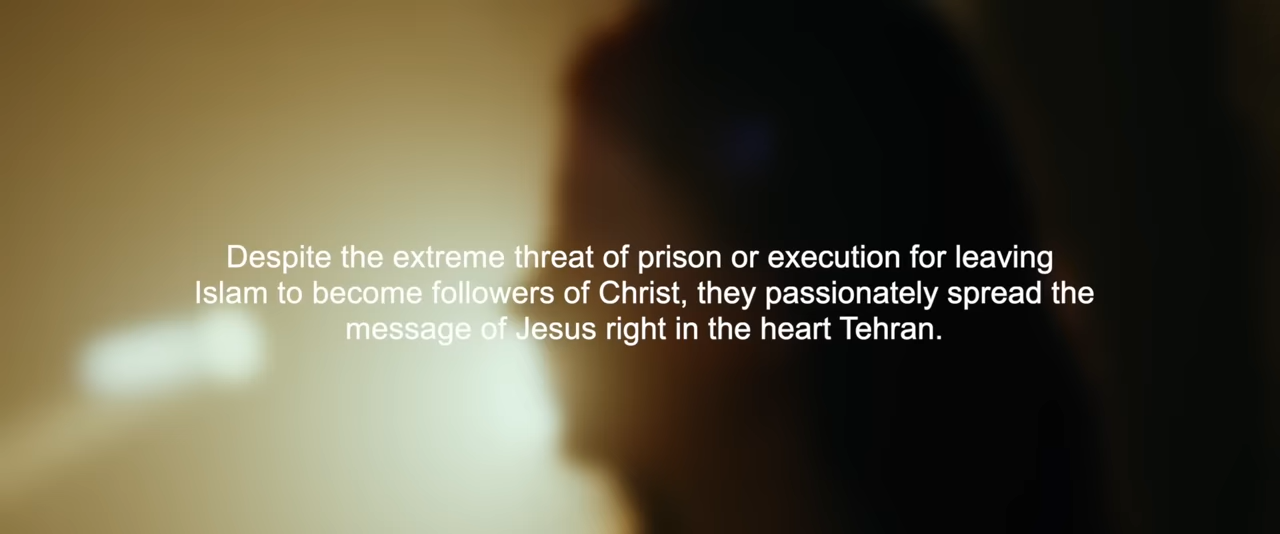 Despite the extreme threat of prison or execution for leaving
Islam to become followers of Christ, they passionately spread the
message of Jesus right in the heart Tehran.